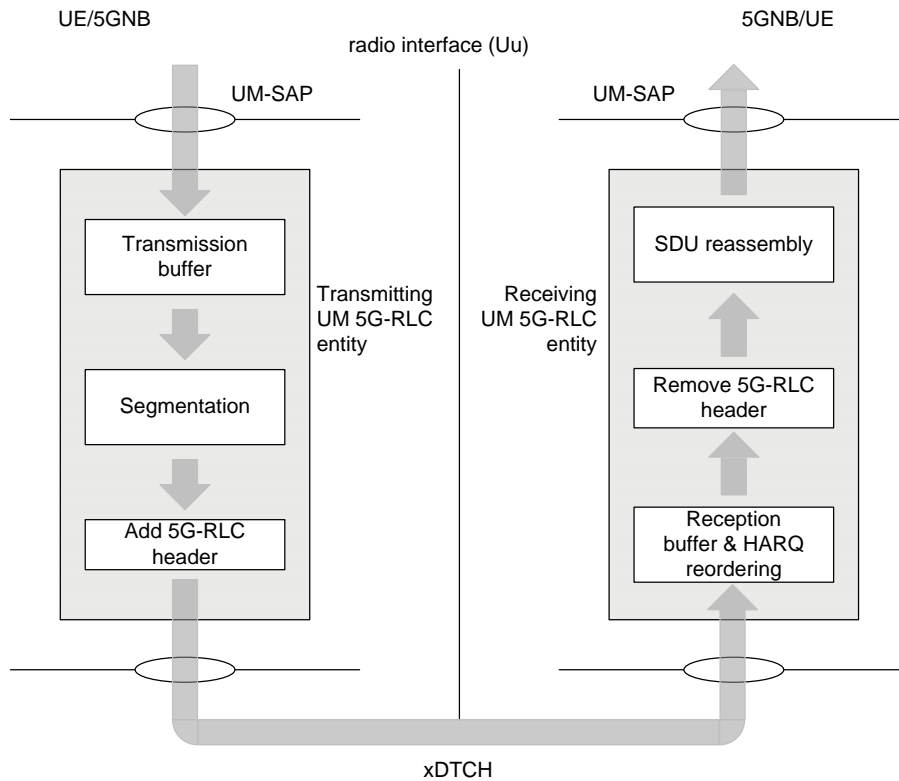 UE/5GNB
5GNB/UE
radio interface (Uu)
UM-SAP
UM-SAP
Transmission
buffer
Segmentation
Add 5G-RLC
header
Transmitting
UM 5G-RLC
entity
Receiving
UM 5G-RLC
entity
SDU reassembly
Remove 5G-RLC
header
Reception
buffer & HARQ
reordering
xDTCH